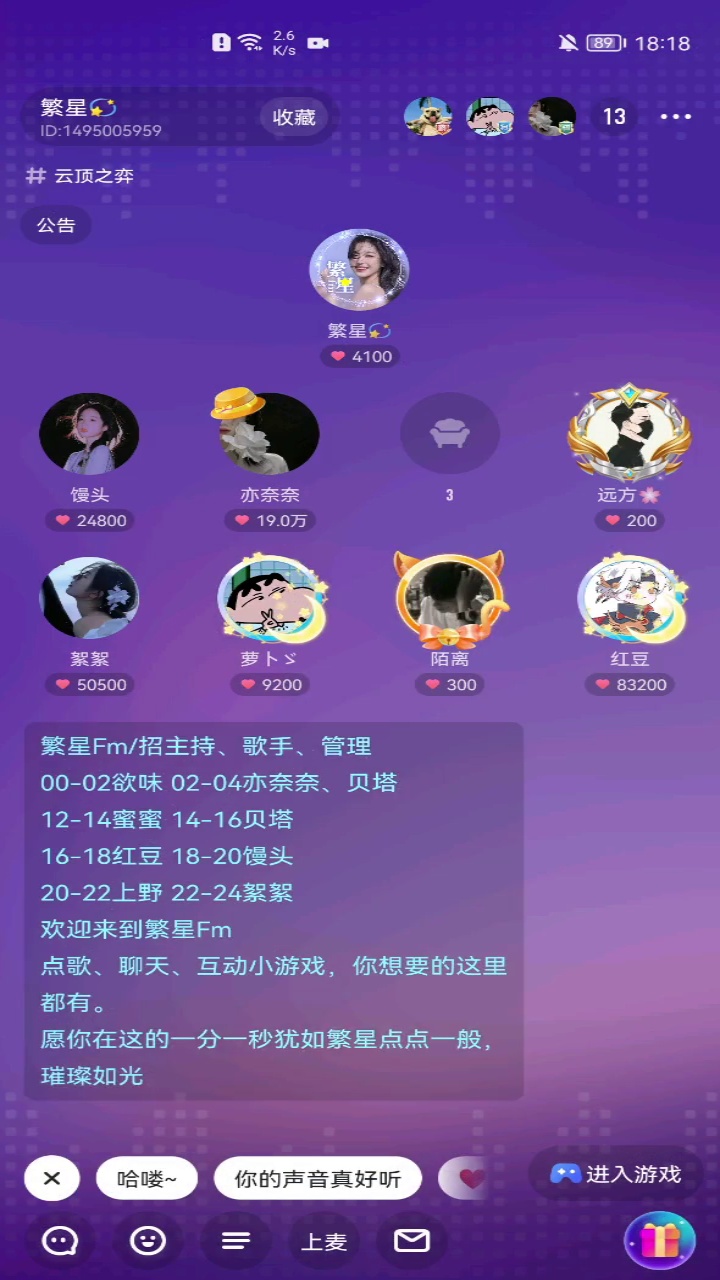 2.6
K/s
89
18:18
繁星💫
ID:1495005959
收藏
13
# 云顶之弈
公告
繁星
繁星💫
4100
馒头
24800
亦奈奈
19.0万
3
远方🌸
200
絮絮
50500
萝卜ゞ
9200
陌离
300
红豆
83200
繁星Fm/招主持、歌手、管理
00-02欲味 02-04亦奈奈、贝塔
12-14蜜蜜 14-16贝塔
16-18红豆 18-20馒头
20-22上野 22-24絮絮
欢迎来到繁星Fm
点歌、聊天、互动小游戏，你想要的这里
都有。
愿你在这的一分一秒犹如繁星点点一般，
璀璨如光
哈喽~
你的声音真好听
进入游戏
上麦